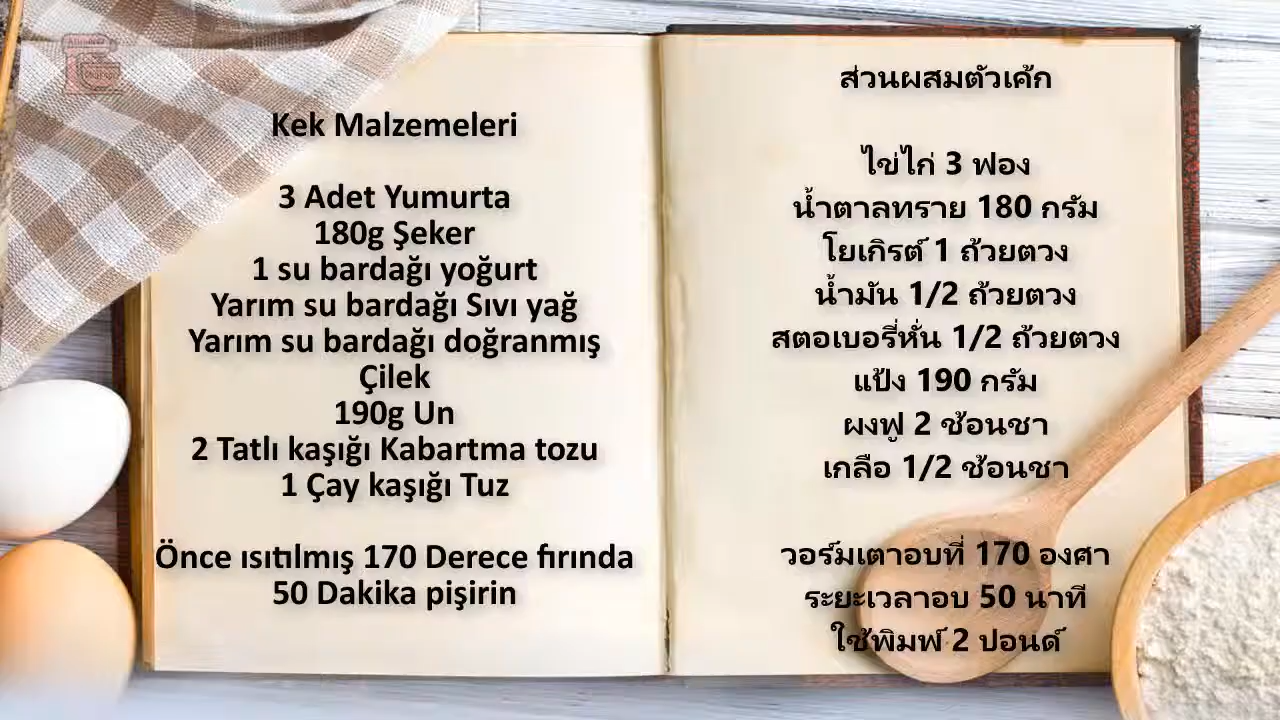 Kek Malzemeleri
3 Adet Yumurta
180g Şeker
1 su bardağı yoğurt
Yarım su bardağı Sıvı yağ
Yarım su bardağı doğranmış
Çilek
190g Un
2 Tatlı kaşığı Kabartma tozu
1 Çay kaşığı Tuz
Önce ısıtılmış 170 Derece fırında
50 Dakika pişirin
ส่วนผสมตัวเค้ก
ไข่ไก่ 3 ฟอง
น้ำตาลทราย 180 กรัม
โยเกิรต์ 1 ถ้วยตวง
น้ำมัน 1/2 ถ้วยตวง
สตอเบอรี่หั่น 1/2 ถ้วยตวง
แป้ง 190 กรัม
ผงฟู 2 ช้อนชา
เกลือ 1/2 ช้อนชา
วอร์มเตาอบที่ 170 องศา
ระยะเวลาอบ 50 นาที
ใช้พิมพ์ 2 ปอนด์